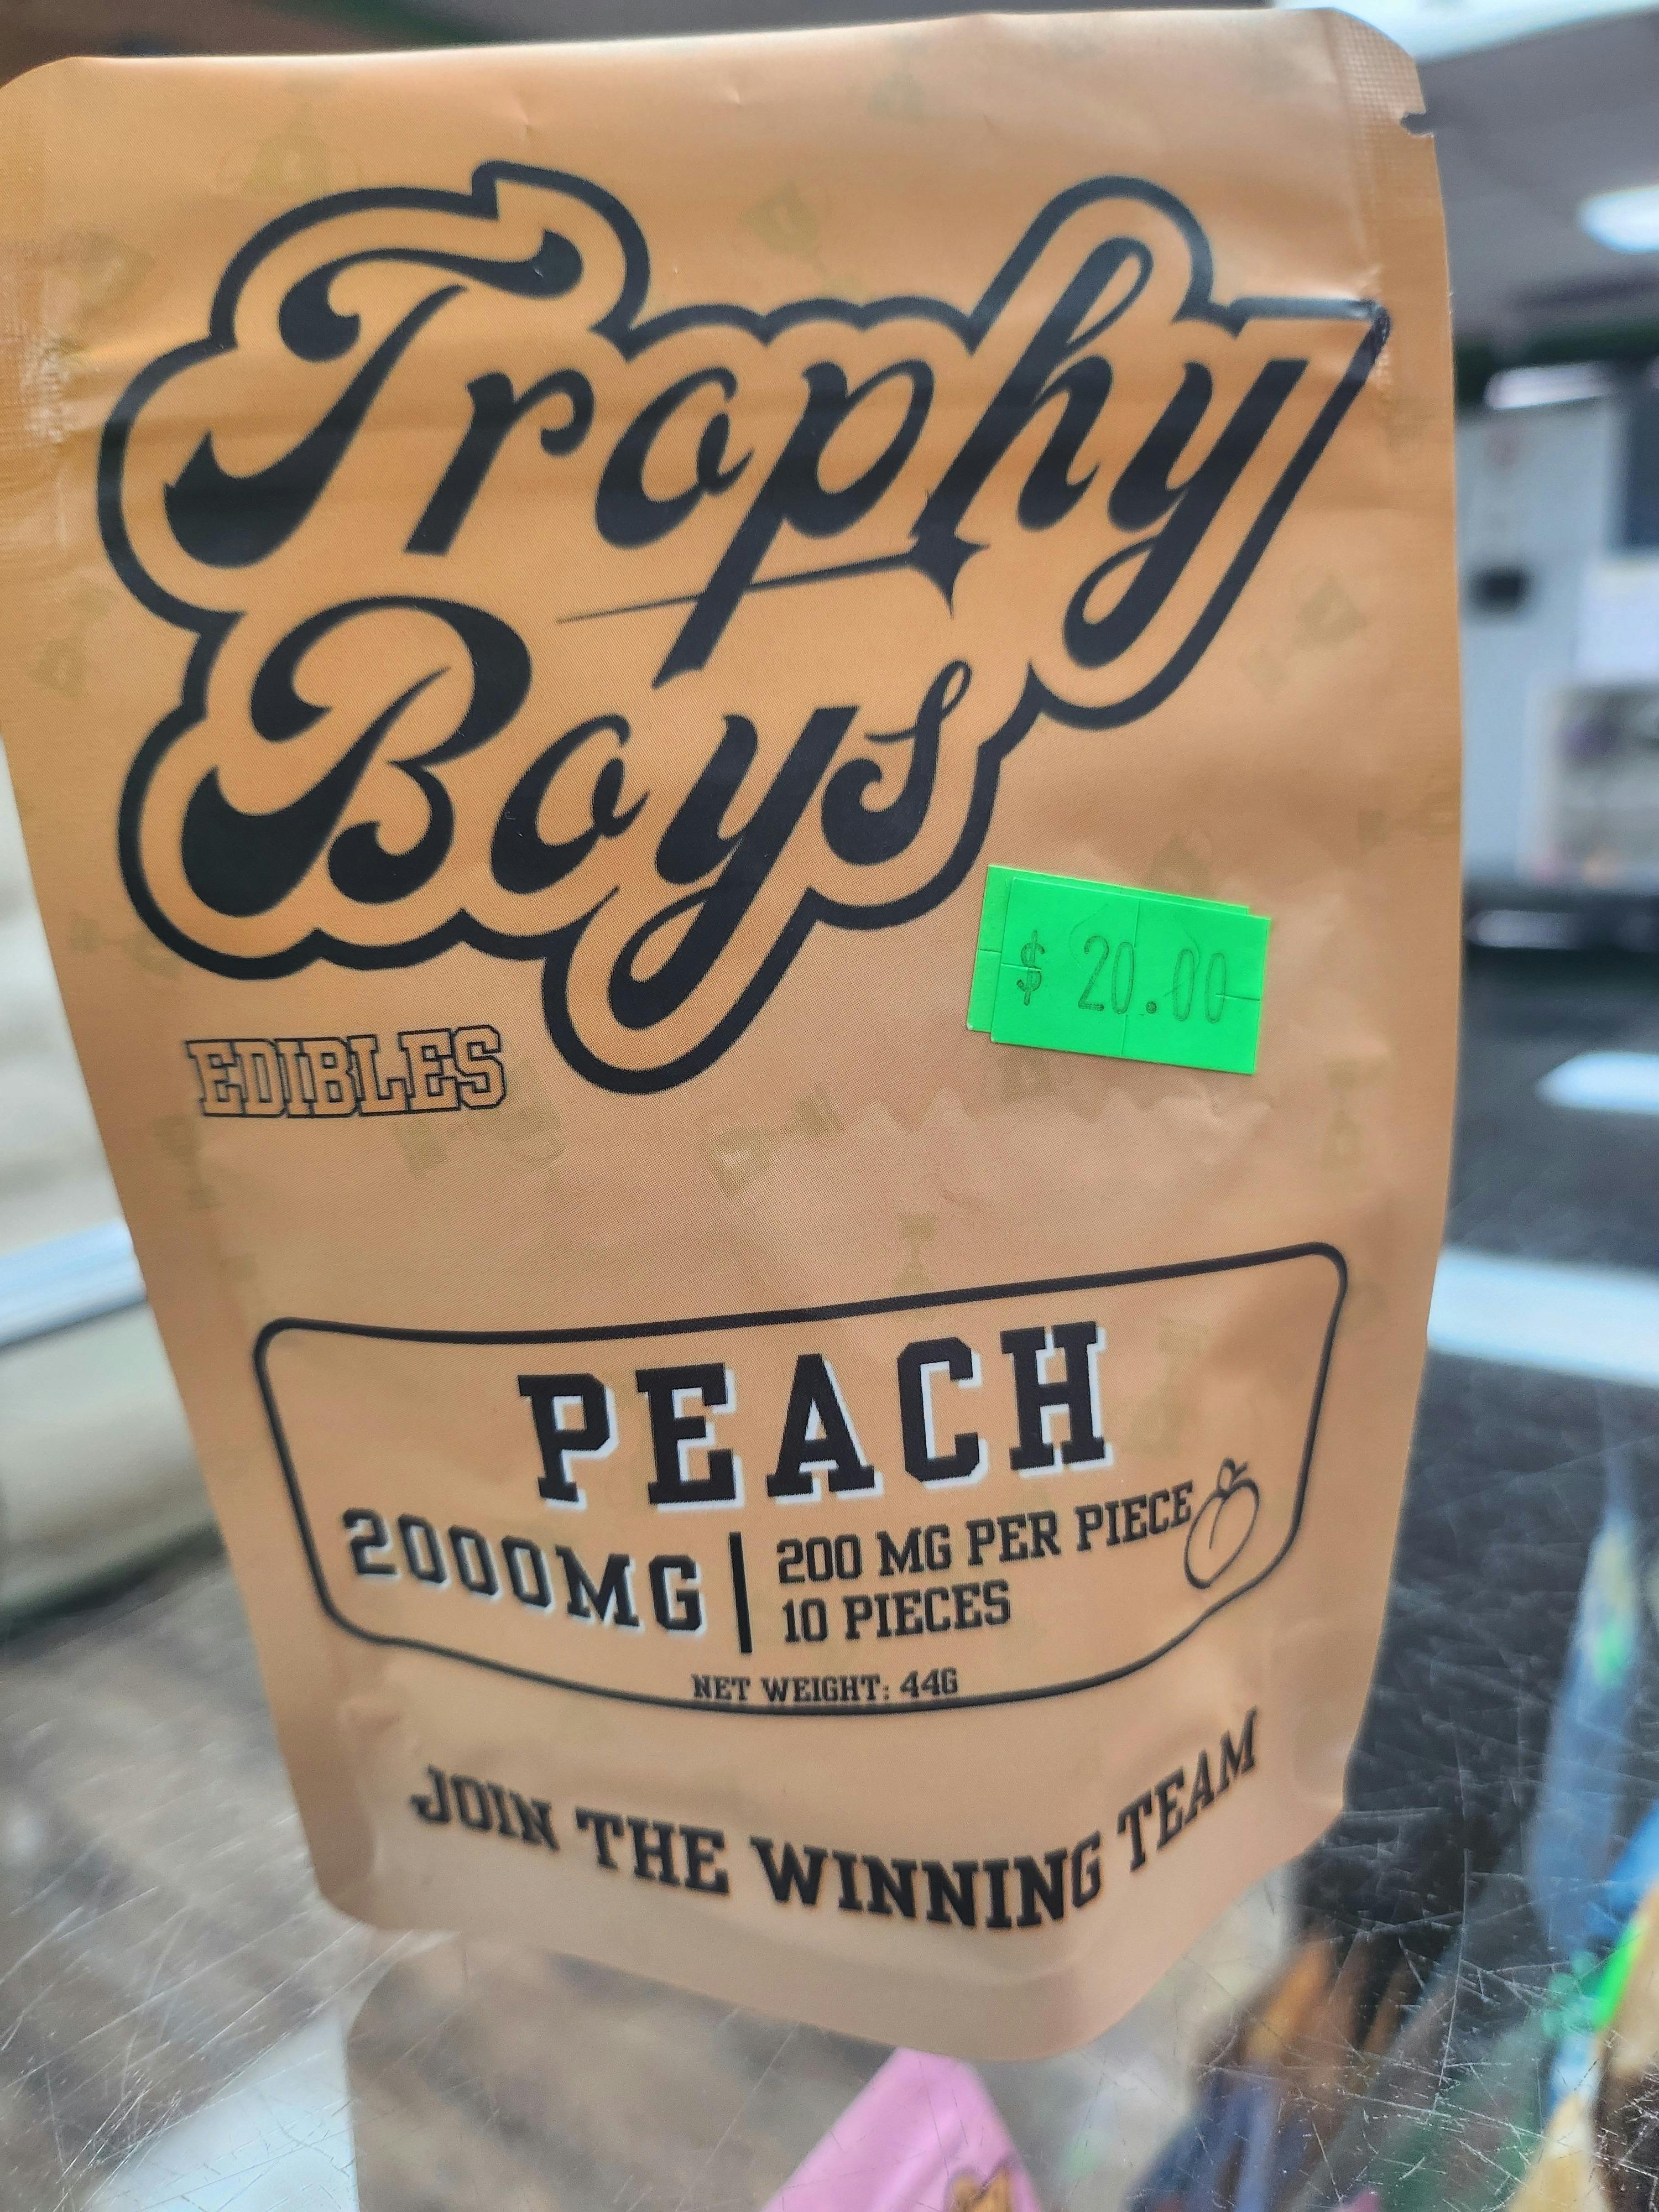 Trophy
Boys
$ 20.00
EDIBLES
PEACH
2000MG
200 MG PER PIECE
10 PIECES
NET WEIGHT: 44G
JOIN THE WINNING TEAM